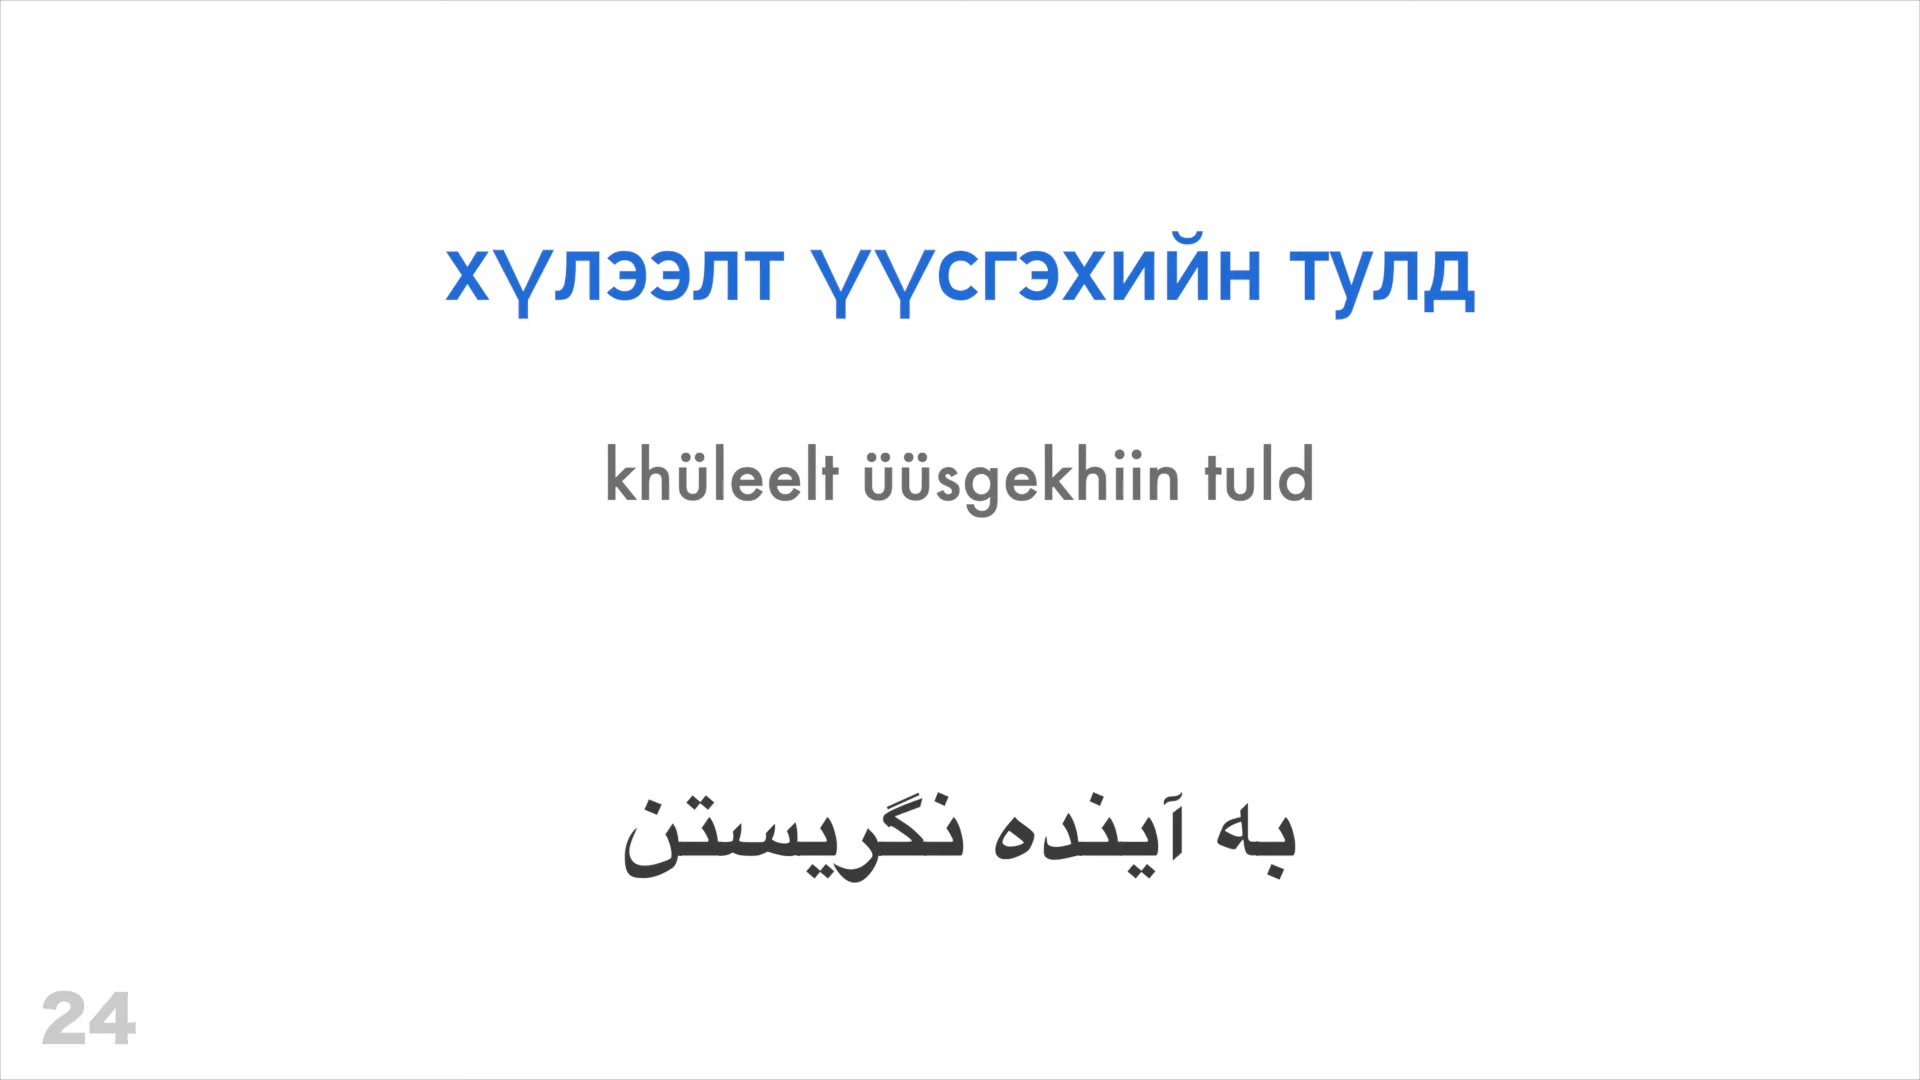 хүлээлт үүсгэхийн тулд
khüleelt üüsgekhiin tuld
به آینده نگریستن
24